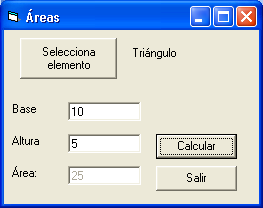 Áreas
Selecciona
elemento
Triángulo
Base
10
Altura
5
Calcular
Área:
25
Salir